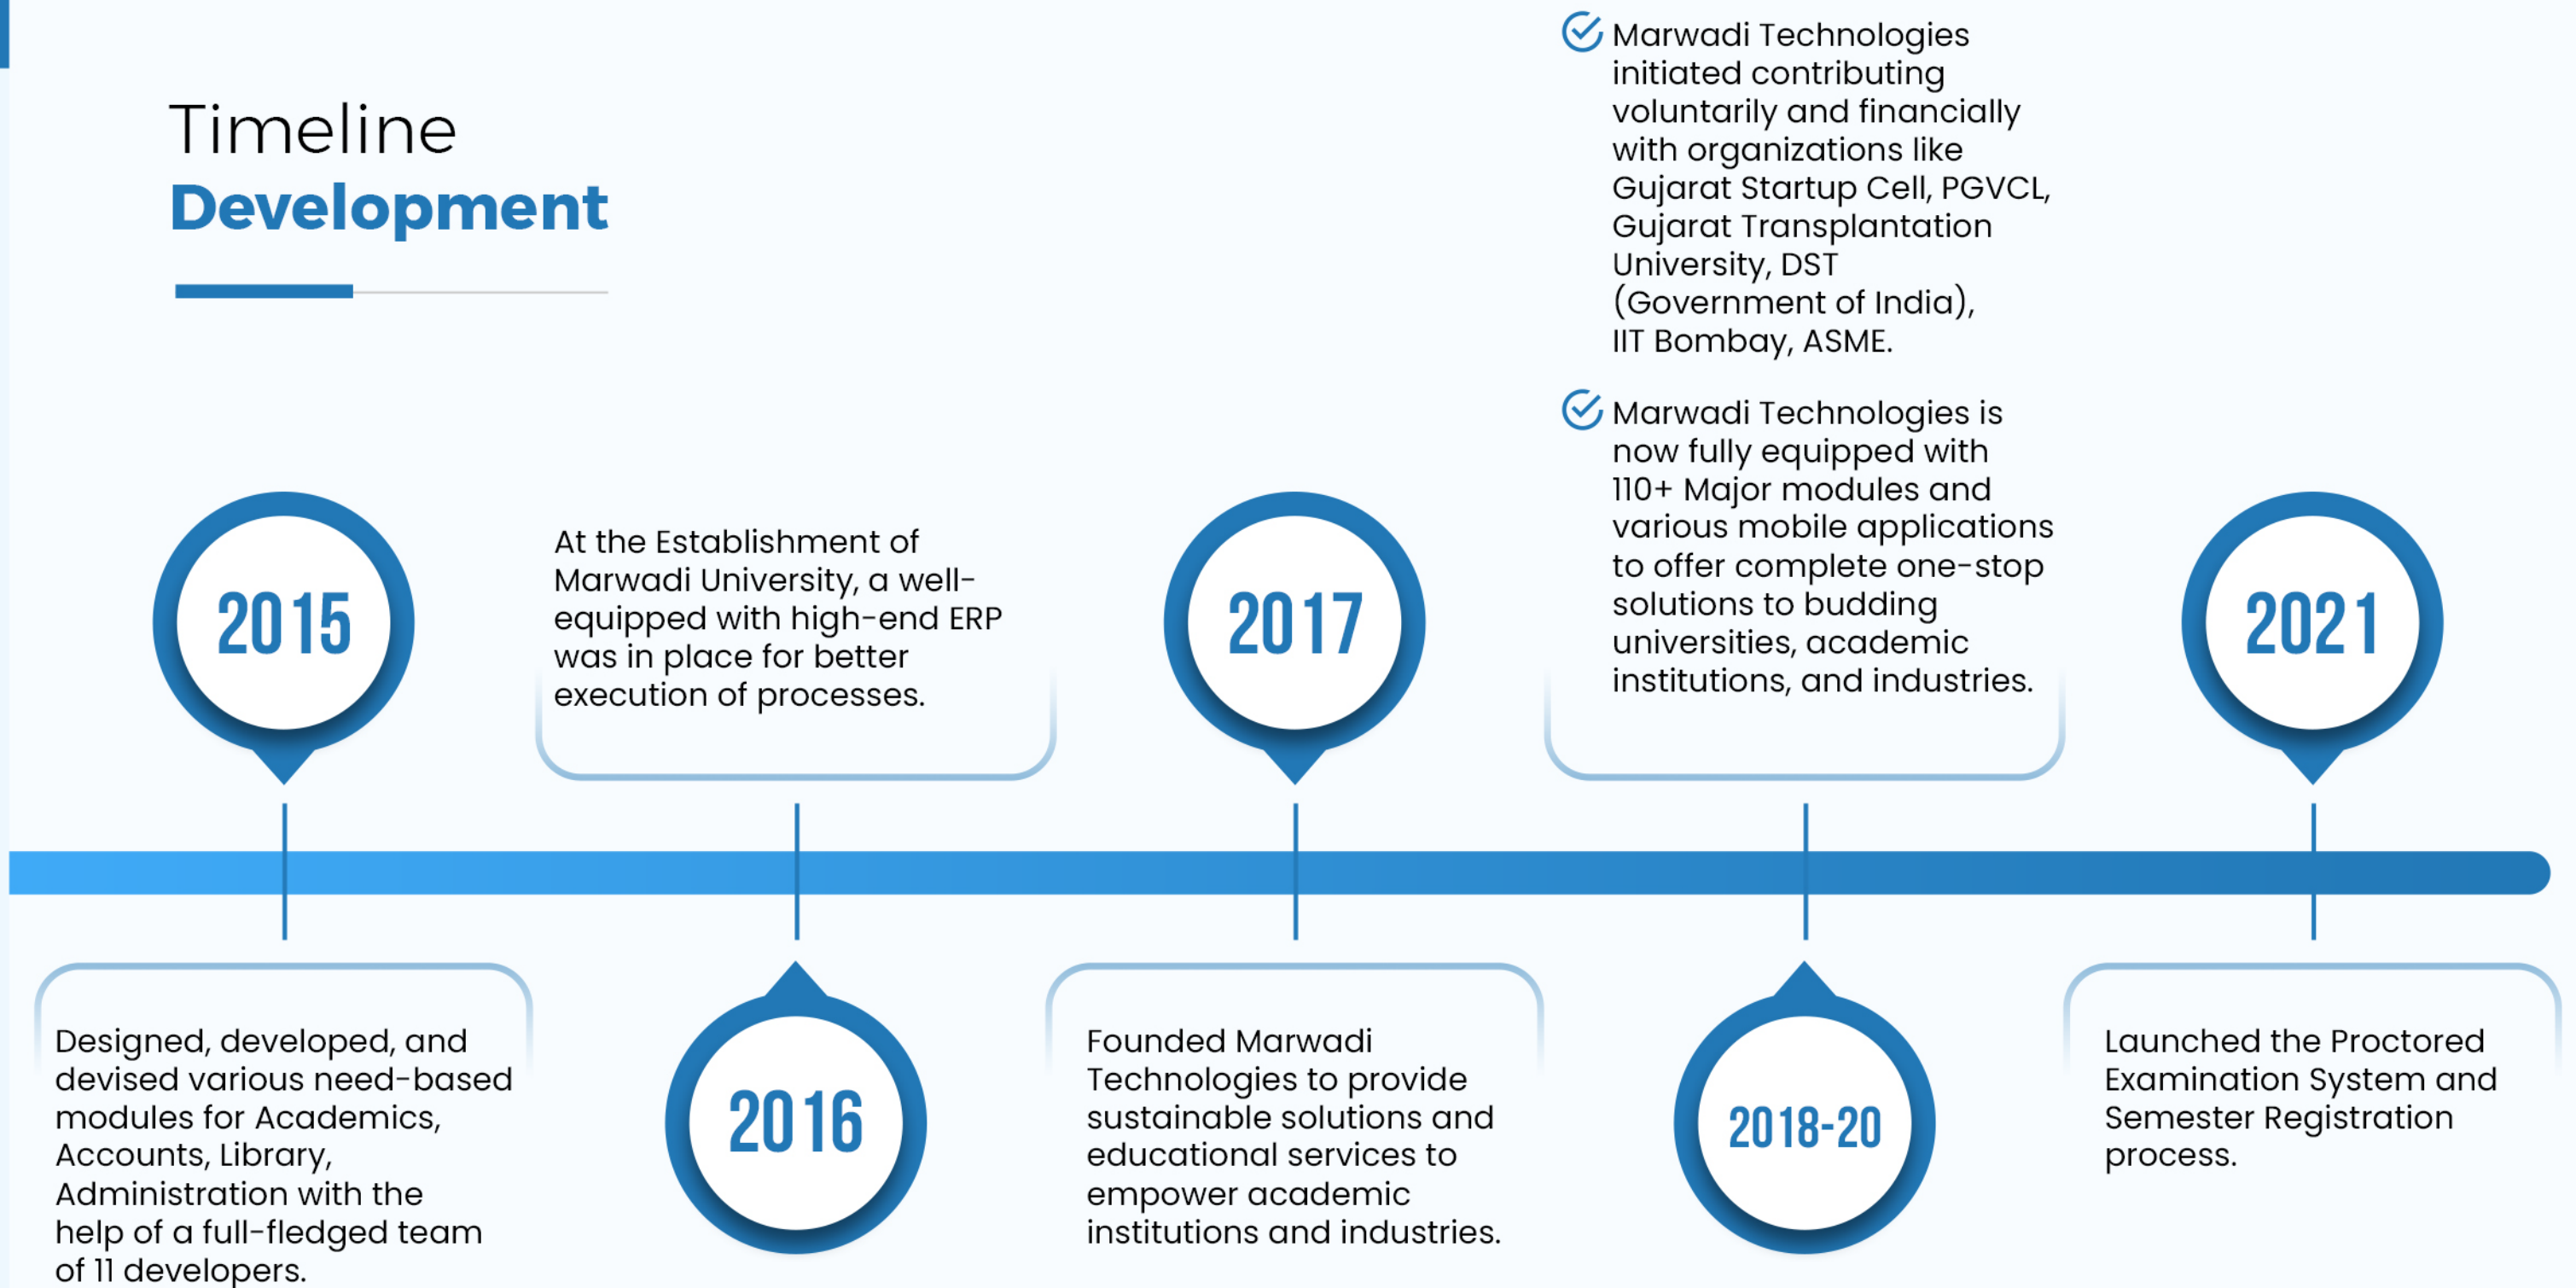 Timeline
Development
2015
Designed, developed, and
devised various need-based
modules for Academics,
Accounts, Library,
Administration with the
help of a full-fledged team
of 11 developers.
At the Establishment of
Marwadi University, a well-
equipped with high-end ERP
was in place for better
execution of processes.
2016
2017
Founded Marwadi
Technologies to provide
sustainable solutions and
educational services to
empower academic
institutions and industries.
Marwadi Technologies
initiated contributing
voluntarily and financially
with organizations like
Gujarat Startup Cell, PGVCL,
Gujarat Transplantation
University, DST
(Government of India),
IIT Bombay, ASME.
Marwadi Technologies is
now fully equipped with
110+ Major modules and
various mobile applications
to offer complete one-stop
solutions to budding
universities, academic
institutions, and industries.
2018-20
2021
Launched the Proctored
Examination System and
Semester Registration
process.